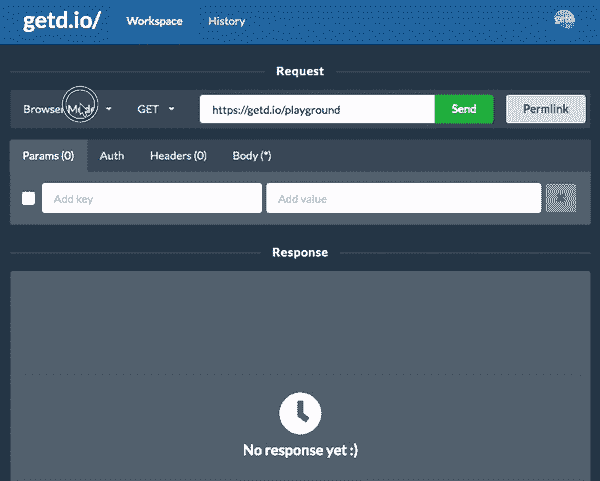 getd.io/ Workspace History
Request
Browser Mode GET https://getd.io/playground Send Permlink
Params (0) Auth Headers (0) Body (*)
Add key Add value
Response
No response yet :)